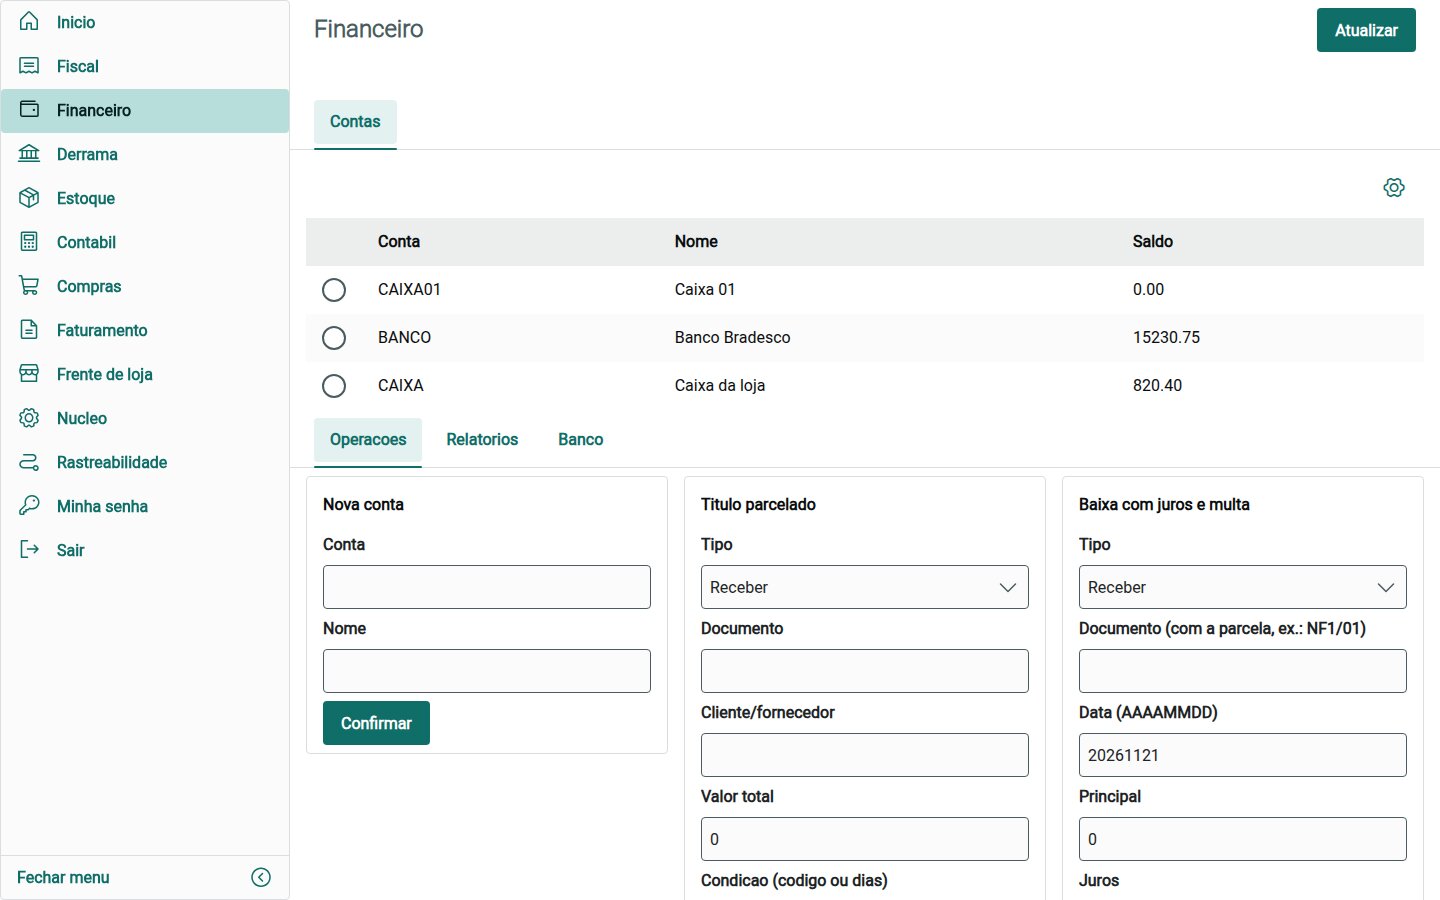 Inicio
Fiscal
Financeiro
Derrama
Estoque
Contabil
Compras
Faturamento
Frente de loja
Nucleo
Rastreabilidade
Minha senha
Sair
Fechar menu
Financeiro
Atualizar
Contas
Conta Nome Saldo
CAIXA01 Caixa 01 0.00
BANCO Banco Bradesco 15230.75
CAIXA Caixa da loja 820.40
Operacoes Relatorios Banco
Nova conta
Conta
Nome
Confirmar
Titulo parcelado
Tipo
Receber
Documento
Cliente/fornecedor
Valor total
0
Condicao (codigo ou dias)
Baixa com juros e multa
Tipo
Receber
Documento (com a parcela, ex.: NF1/01)
Data (AAAAMMDD)
20261121
Principal
0
Juros